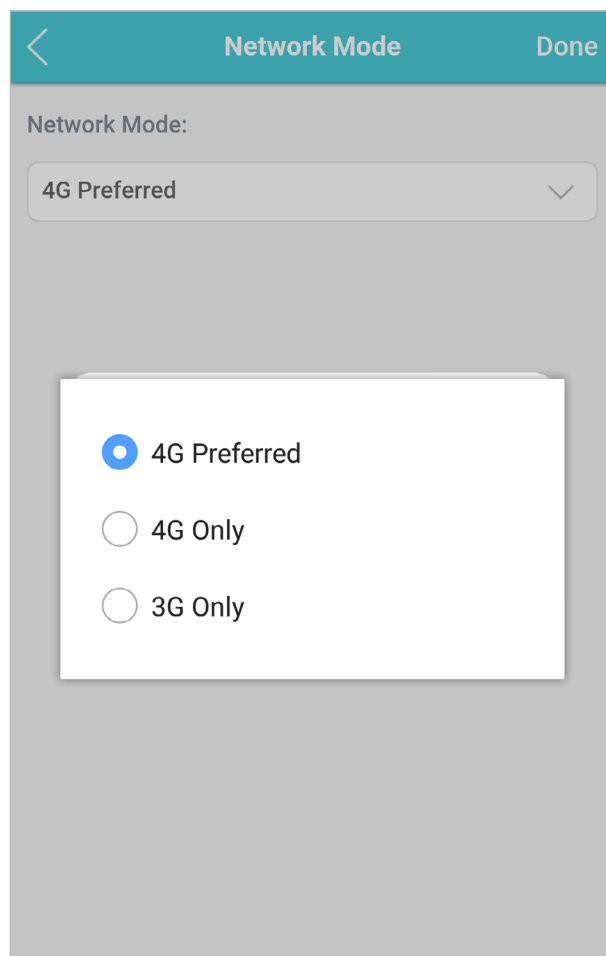 Network Mode Done
Network Mode:
4G Preferred
4G Preferred
4G Only
3G Only